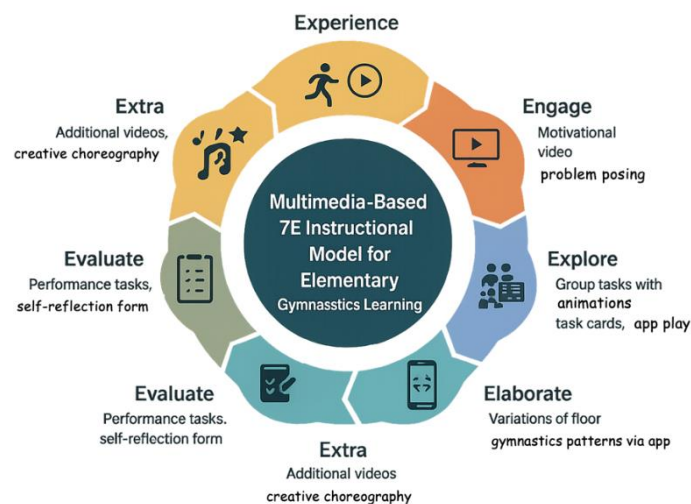 Experience
Engage
Motivational
video
problem posing
Explore
Group tasks with
animations
task cards, app play
Elaborate
Variations of floor
gymnastics patterns via app
Extra
Additional videos
creative choreography
Evaluate
Performance tasks.
self-reflection form
Evaluate
Performance tasks,
self-reflection form
Extra
Additional videos,
creative choreography
Multimedia-Based
7E Instructional
Model for
Elementary
Gymnasstics Learning